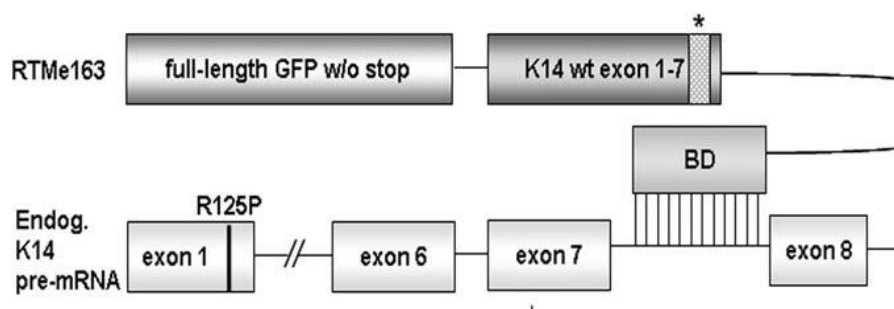 *
RTMe163
full-length GFP w/o stop
K14 wt exon 1-7
BD
R125P
Endog.
K14
pre-mRNA
exon 1
//
exon 6
exon 7
exon 8